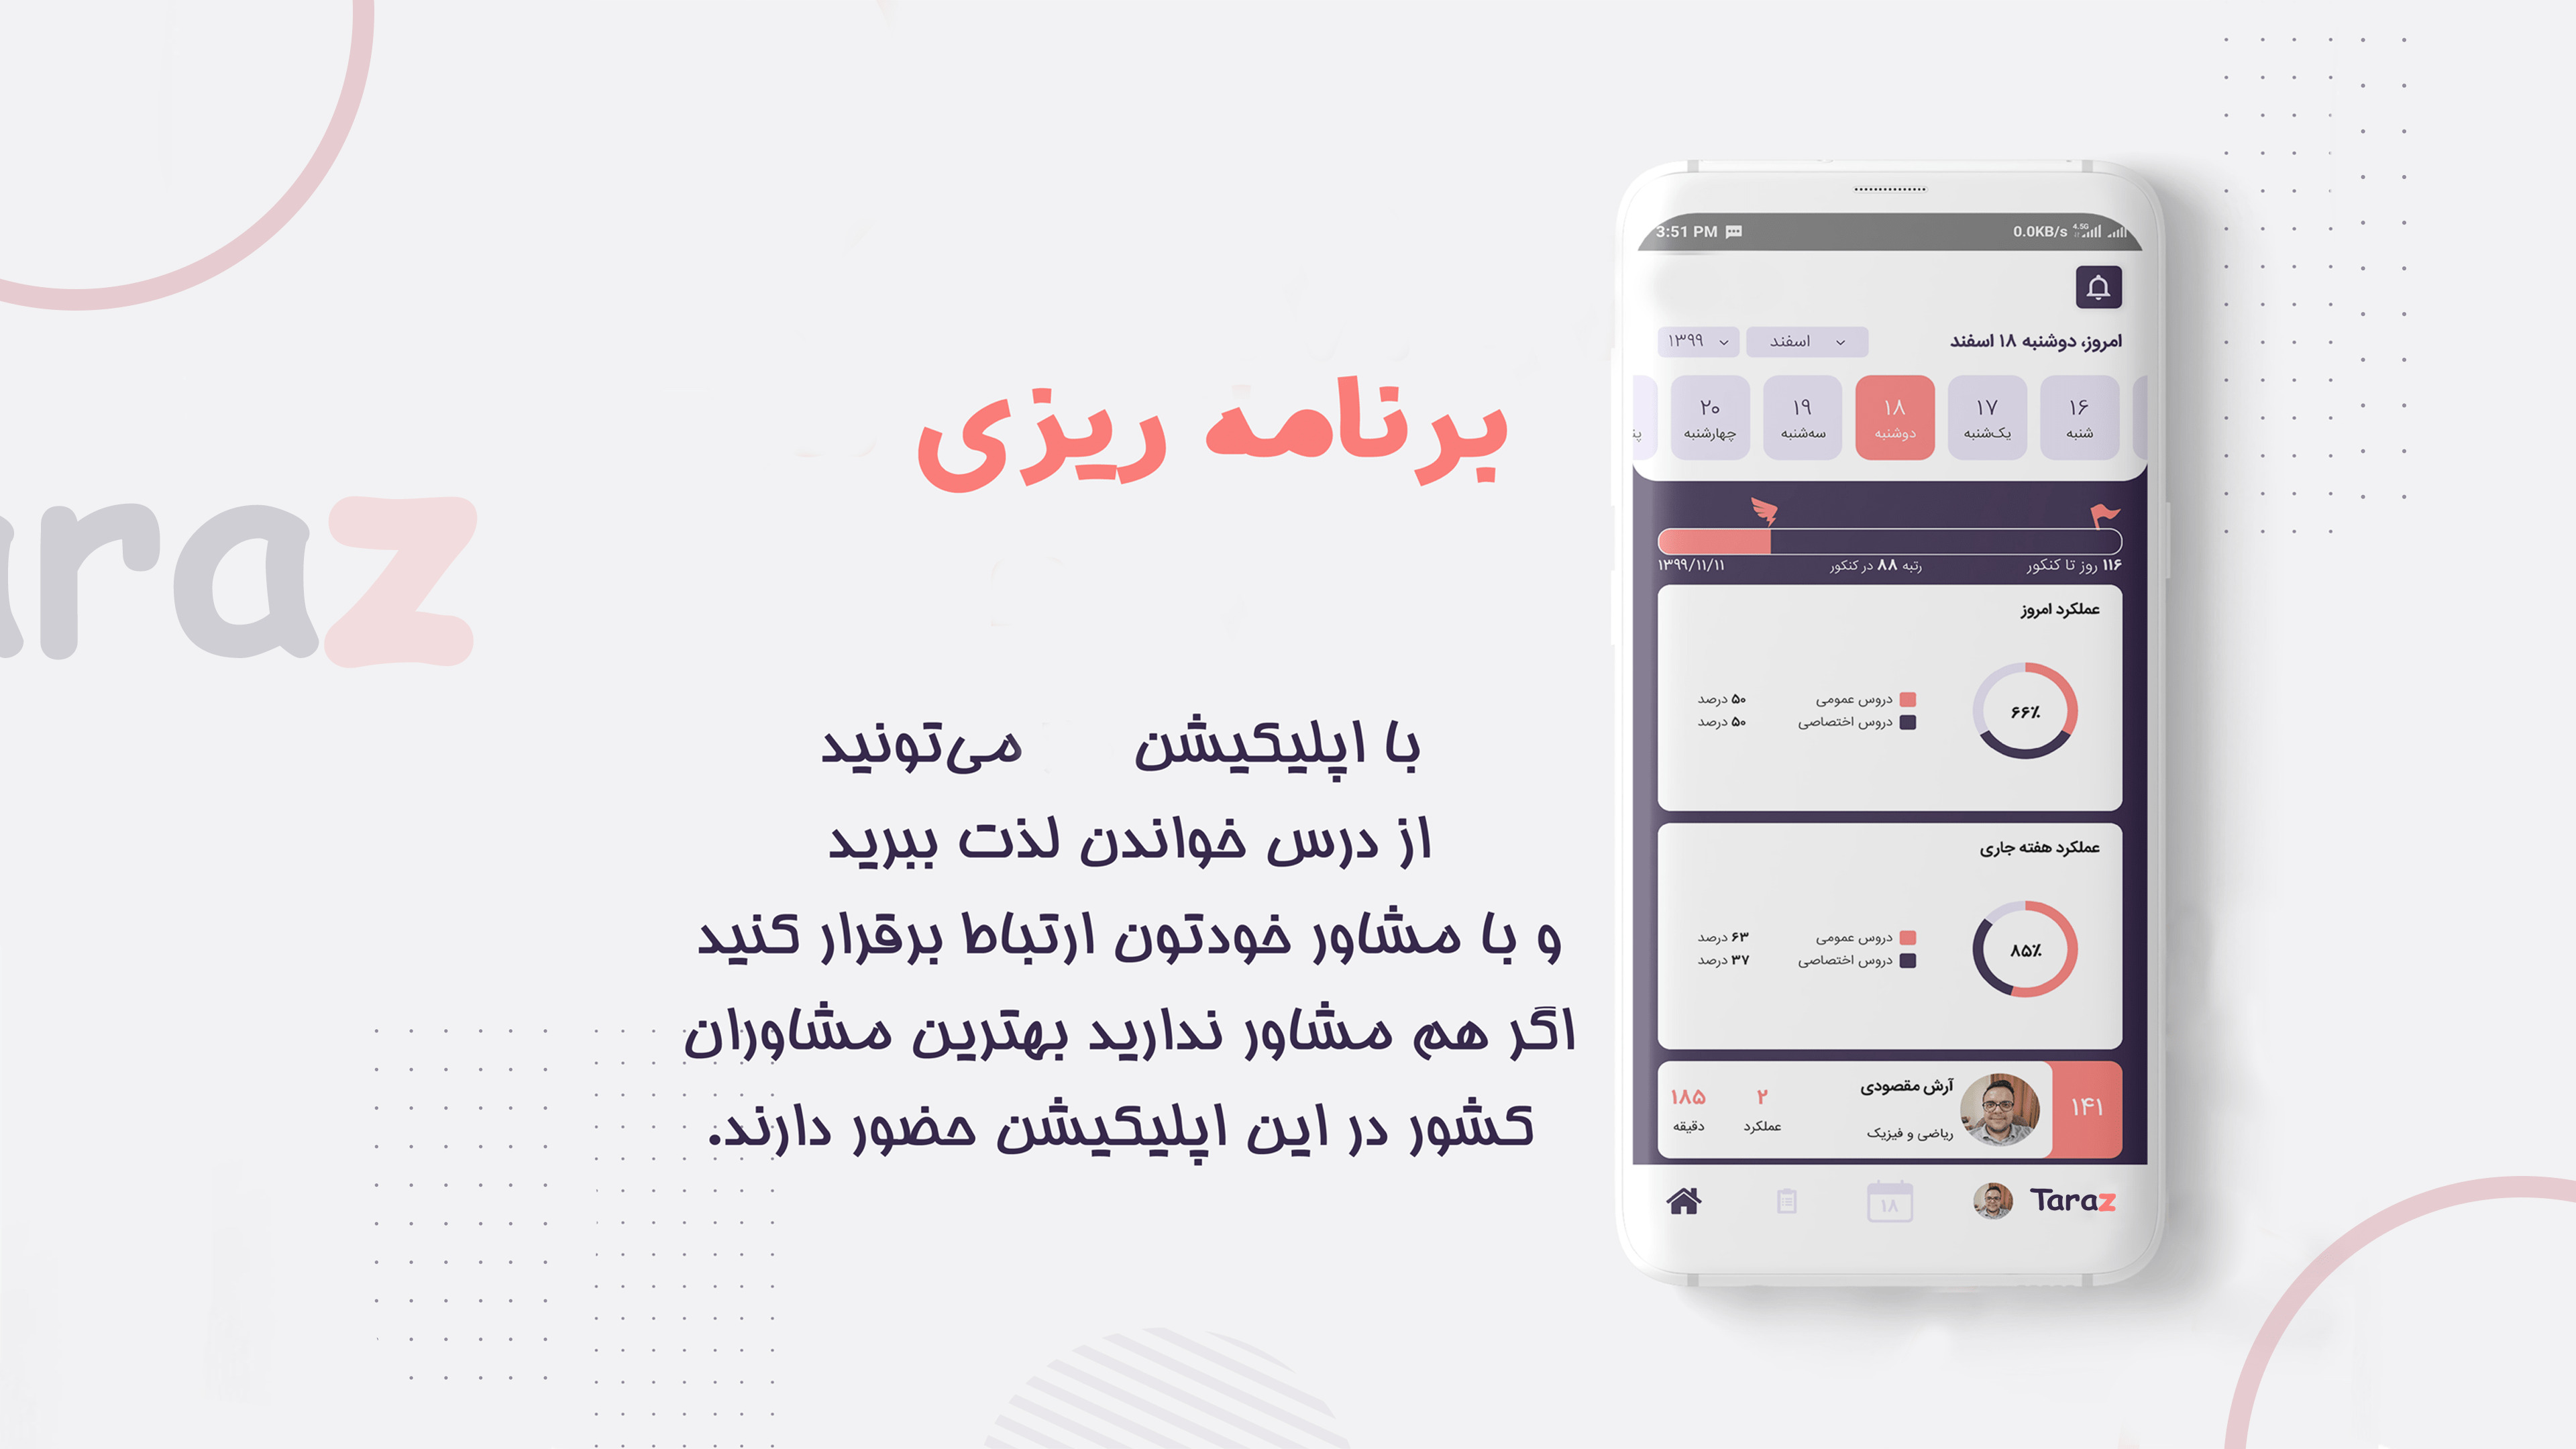 برنامه ریزی
با اپلیکیشن می‌تونید
از درس خواندن لذت ببرید
و با مشاور خودتون ارتباط برقرار کنید
اگر هم مشاور ندارید بهترین مشاوران
کشور در این اپلیکیشن حضور دارند.
araz
3:51 PM 0.0KB/s 4.5G
امروز، دوشنبه ۱۸ اسفند اسفند ۱۳۹۹
۱۶ ۱۷ ۱۸ ۱۹ ۲۰
شنبه یک‌شنبه دوشنبه سه‌شنبه چهارشنبه
۱۱۶ روز تا کنکور رتبه ۸۸ در کنکور ۱۳۹۹/۱۱/۱۱
عملکرد امروز
۶۶٪
دروس عمومی ۵۰ درصد
دروس اختصاصی ۵۰ درصد
عملکرد هفته جاری
۸۵٪
دروس عمومی ۶۳ درصد
دروس اختصاصی ۳۷ درصد
۱۴۱
آرش مقصودی
ریاضی و فیزیک
۲ ۱۸۵
عملکرد دقیقه
Taraz ۱۸